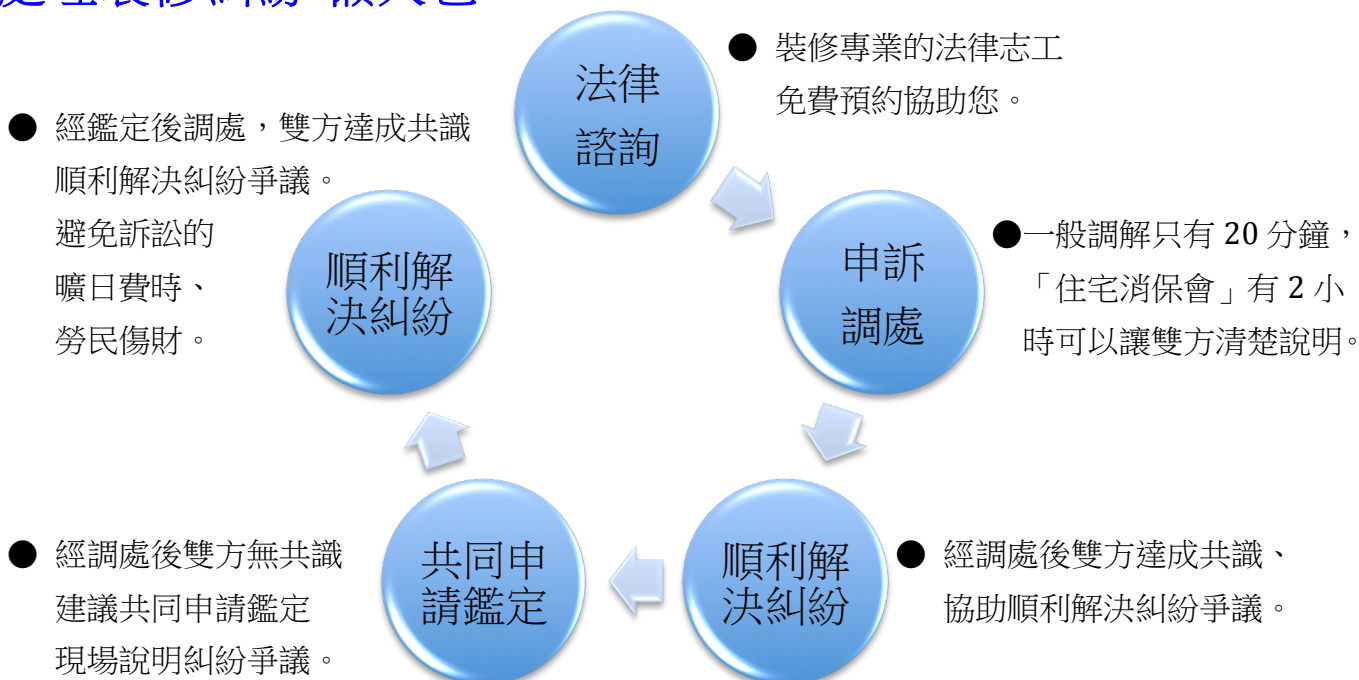 法律
諮詢
● 裝修專業的法律志工
免費預約協助您。
申訴
調處
●一般調解只有 20 分鐘，
「住宅消保會」有 2 小
時可以讓雙方清楚說明。
順利解
決糾紛
● 經調處後雙方達成共識、
協助順利解決糾紛爭議。
共同申
請鑑定
● 經調處後雙方無共識
建議共同申請鑑定
現場說明糾紛爭議。
順利解
決糾紛
● 經鑑定後調處，雙方達成共識
順利解決糾紛爭議。
避免訴訟的
曠日費時、
勞民傷財。